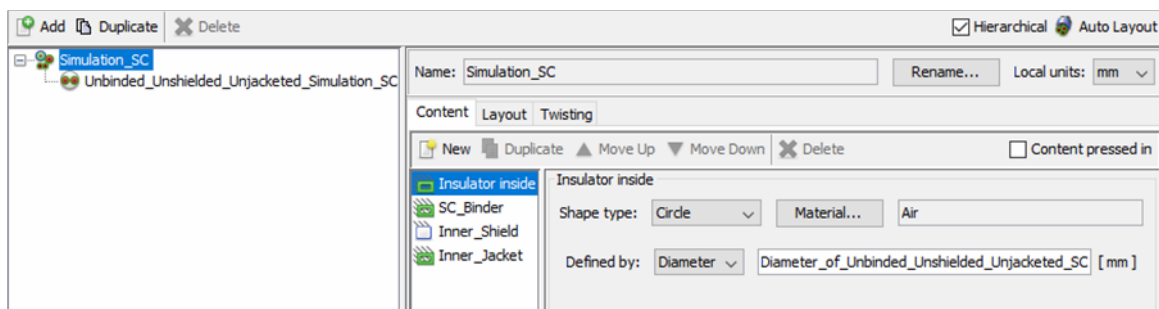 Add Duplicate Delete Hierarchical Auto Layout
Simulation_SC
Unbinded_Unshielded_Unjacketed_Simulation_SC
Name: Simulation_SC Rename... Local units: mm
Content Layout Twisting
New Duplicate Move Up Move Down Delete Content pressed in
Insulator inside
SC_Binder
Inner_Shield
Inner_Jacket
Insulator inside
Shape type: Circle Material... Air
Defined by: Diameter Diameter_of_Unbinded_Unshielded_Unjacketed_SC [ mm ]